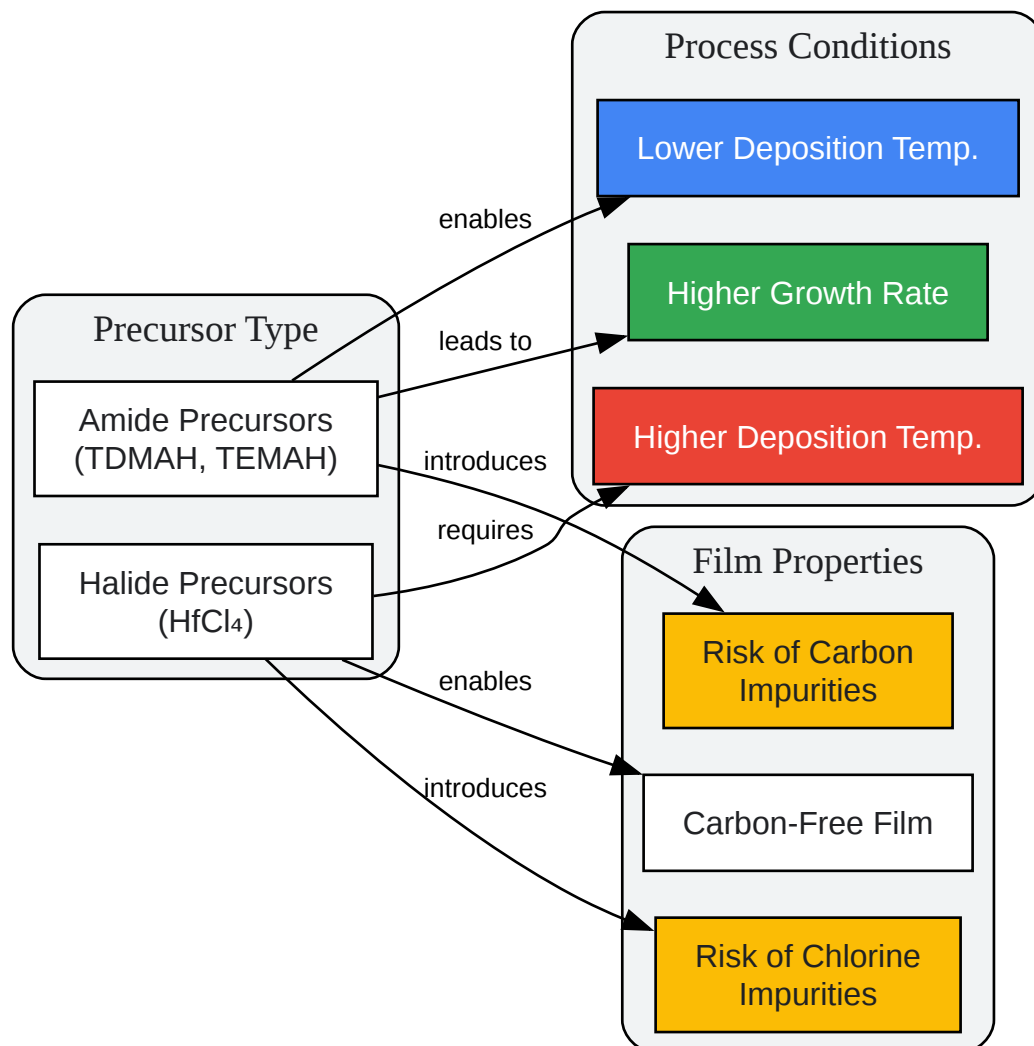 Process Conditions
Lower Deposition Temp.
enables
Higher Growth Rate
Precursor Type
leads to
Amide Precursors
(TDMAH, TEMAH)
Higher Deposition Temp.
introduces
requires
Halide Precursors
(HfCl₄)
Film Properties
Risk of Carbon
Impurities
enables
introduces
Carbon-Free Film
Risk of Chlorine
Impurities